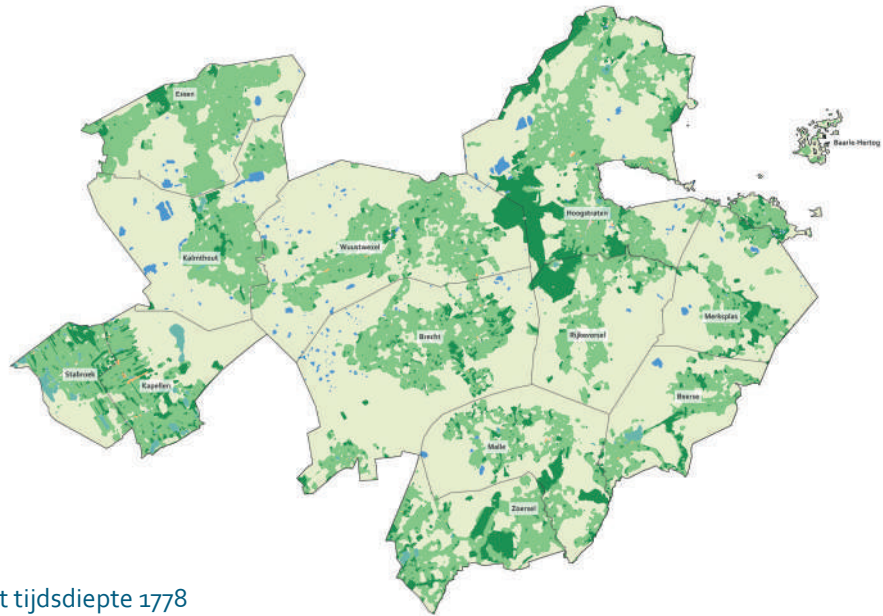 Essen
Baarle-Hertog
Hoogstraten
Wuustwezel
Kalmthout
Merksplas
Brecht
Rijkevorsel
Stabroek
Kapellen
Beerse
Malle
Zoersel
t tijdsdiepte 1778